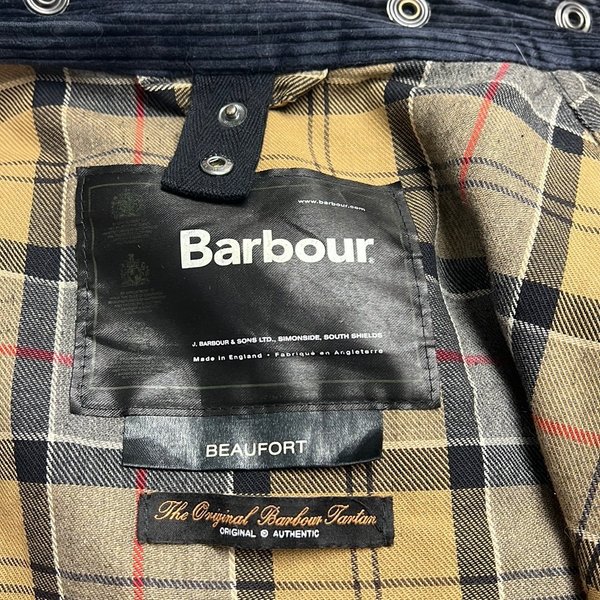 www.barbour.com
Barbour®
J. BARBOUR & SONS LTD., SIMONSIDE, SOUTH SHIELDS
Made in England • Fabriqué en Angleterre
BEAUFORT
The Original Barbour Tartan
ORIGINAL © AUTHENTIC